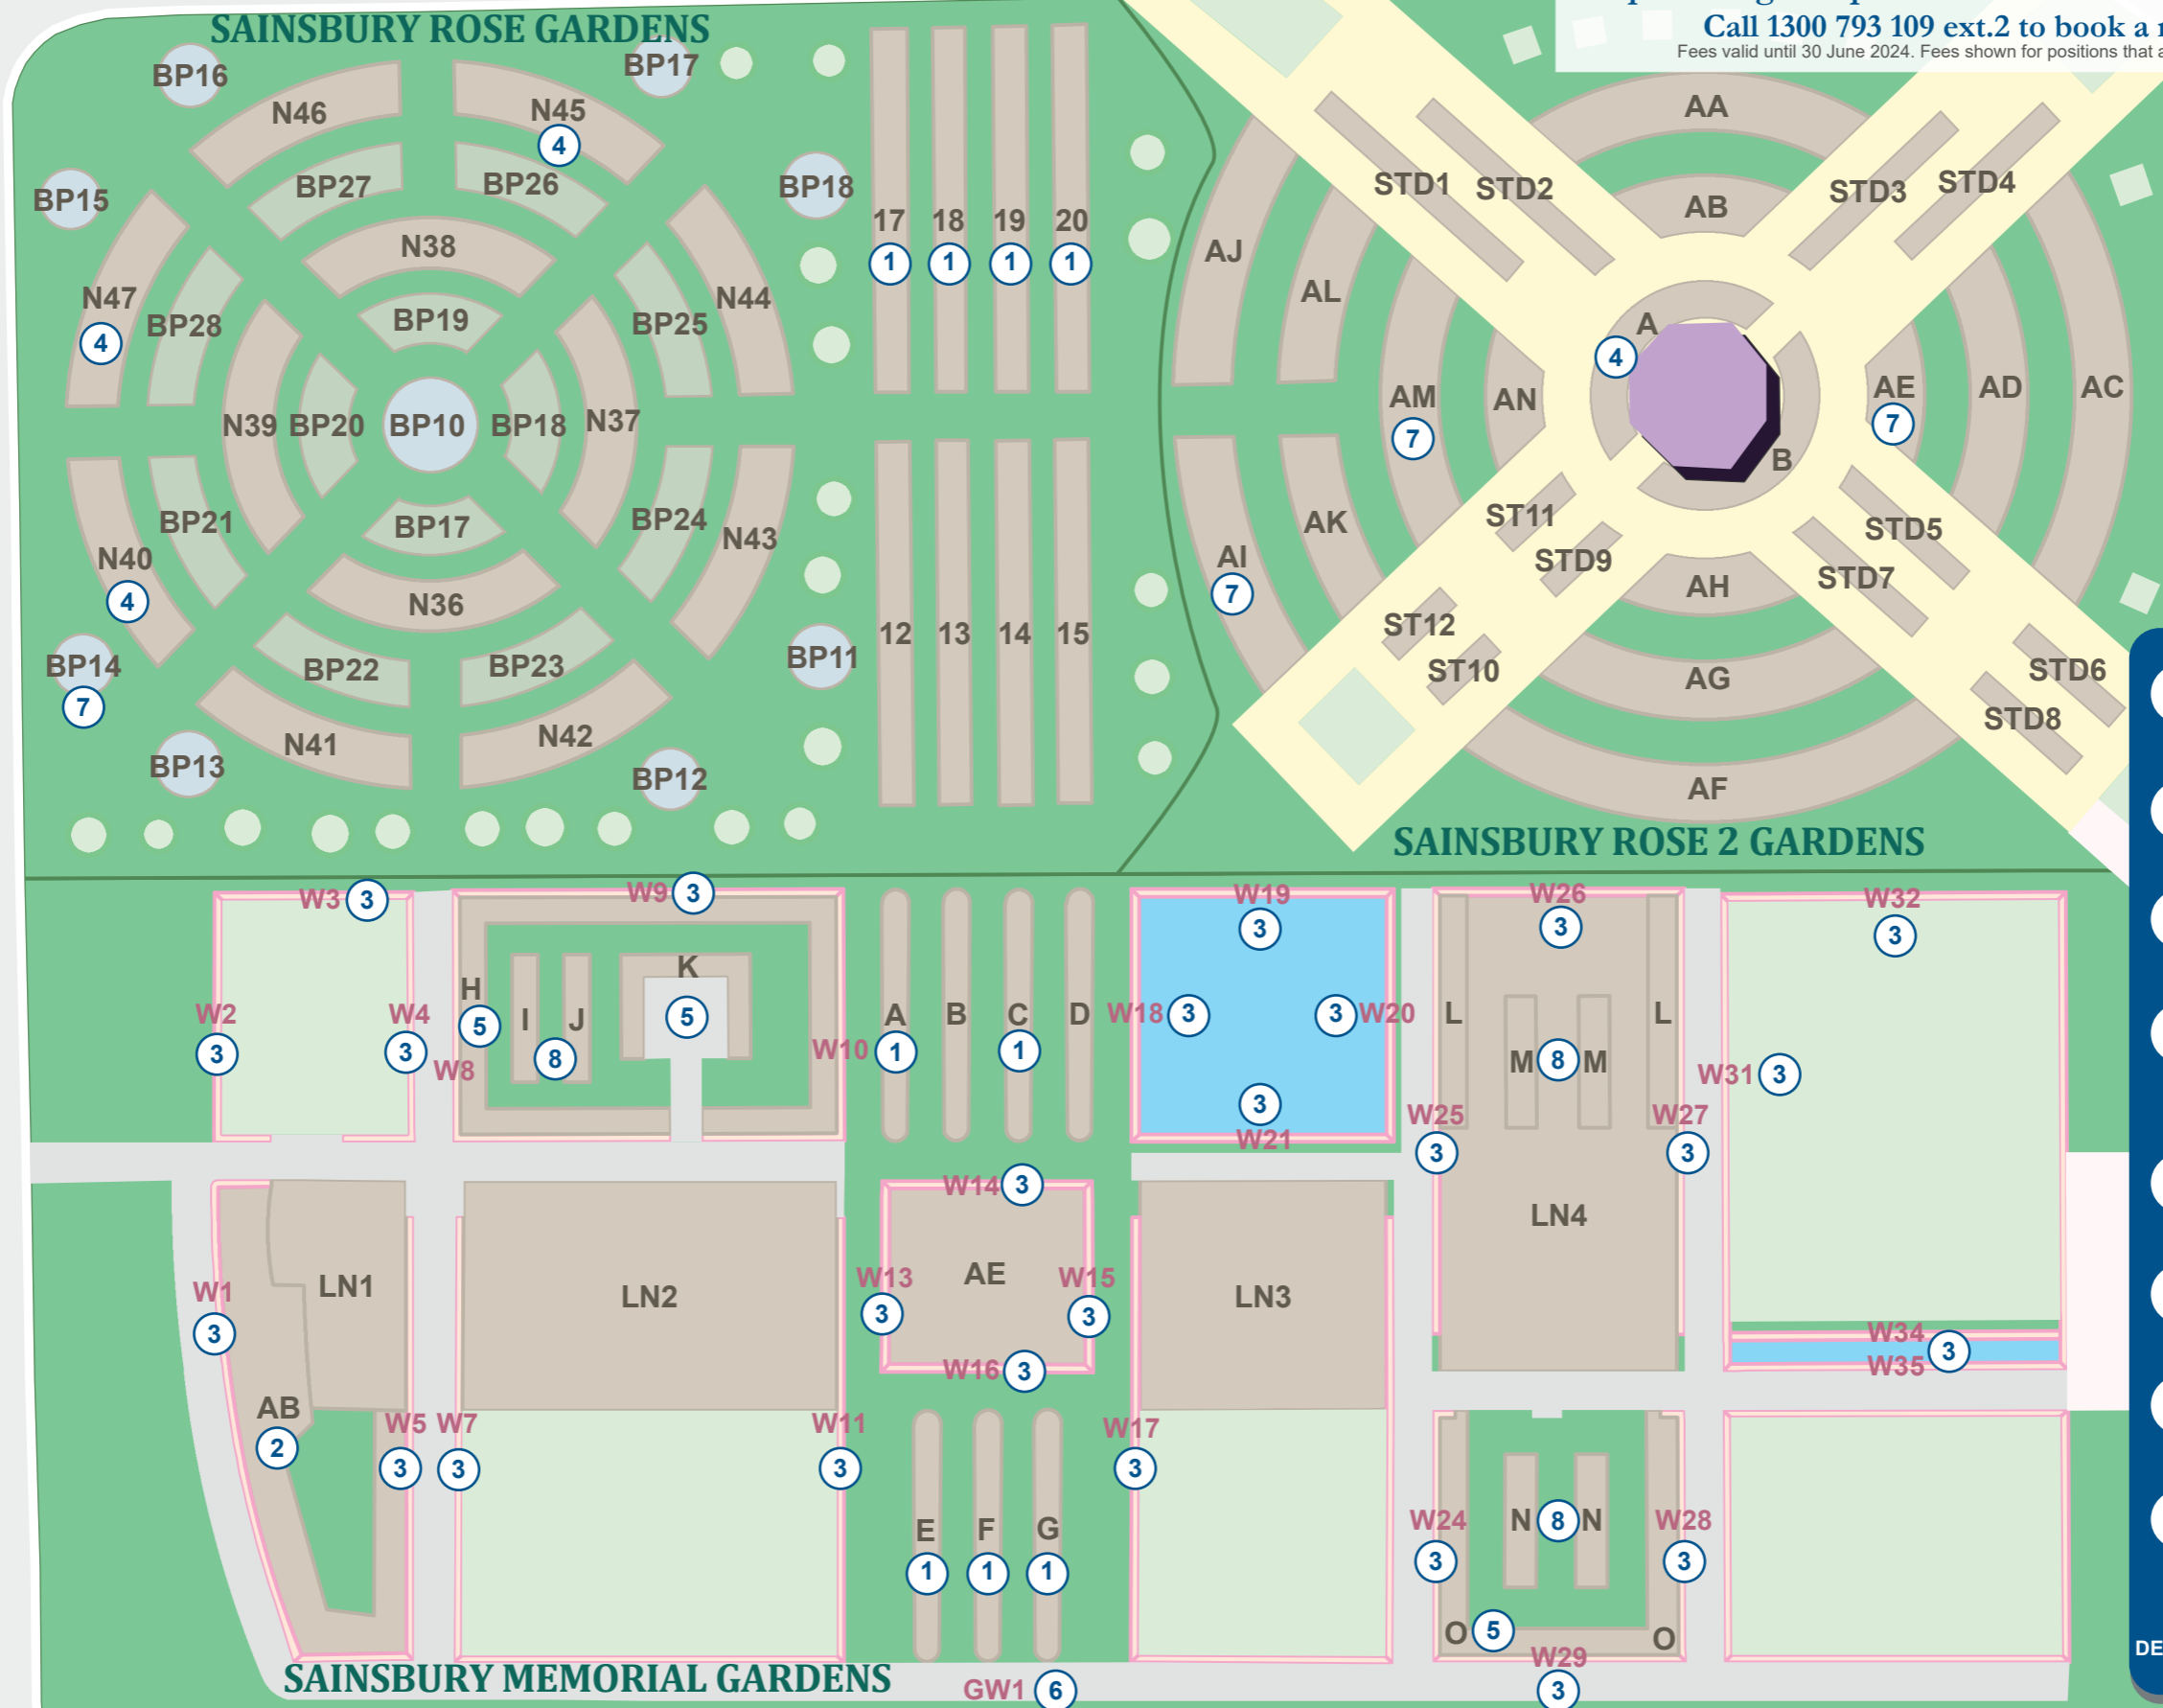 SAINSBURY ROSE GARDENS
Call 1300 793 109 ext.2 to book a
Fees valid until 30 June 2024. Fees shown for positions that a
BP16
BP17
N46
N45
4
BP27
BP26
BP15
BP18
N38
N47
4
BP28
BP19
BP25
N44
N39
BP20
BP10
BP18
N37
BP21
BP17
BP24
N43
N40
4
N36
BP14
7
BP22
BP23
BP11
N41
N42
BP13
BP12
17
18
19
20
1
1
1
1
12
13
14
15
AA
AB
STD1
STD2
STD3
STD4
AJ
AL
A
4
AM
7
AN
AE
7
AD
AC
B
AI
7
AK
ST11
STD9
STD5
STD7
AH
ST12
ST10
AG
STD6
STD8
AF
SAINSBURY ROSE 2 GARDENS
W3
3
W9
3
W19
3
W26
3
W32
3
W2
3
W4
3
H
5
I
J
8
K
5
W8
W10
A
1
B
C
1
D
W18
3
3
W20
3
W21
L
L
M
8
M
W25
3
W27
3
W31
3
LN4
W14
3
W13
3
AE
W15
3
W16
3
W1
3
LN1
LN2
LN3
W34
3
W35
AB
2
W5
3
W7
3
W11
3
W17
3
E
1
F
1
G
1
W24
3
N
8
N
W28
3
O
5
O
W29
3
SAINSBURY MEMORIAL GARDENS
GW1
6
DE